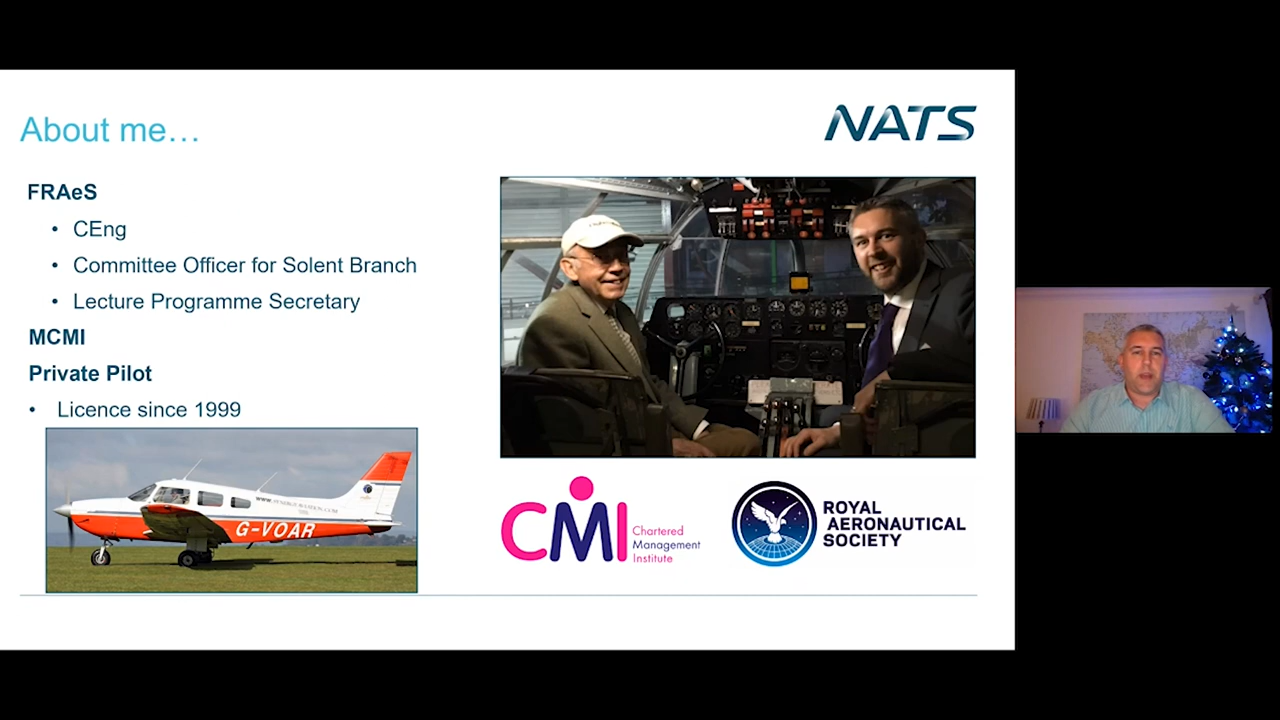 About me…
NATS
FRAeS
• CEng
• Committee Officer for Solent Branch
• Lecture Programme Secretary
MCMI
Private Pilot
• Licence since 1999
G-VOAR
CMI
Chartered
Management
Institute
ROYAL
AERONAUTICAL
SOCIETY